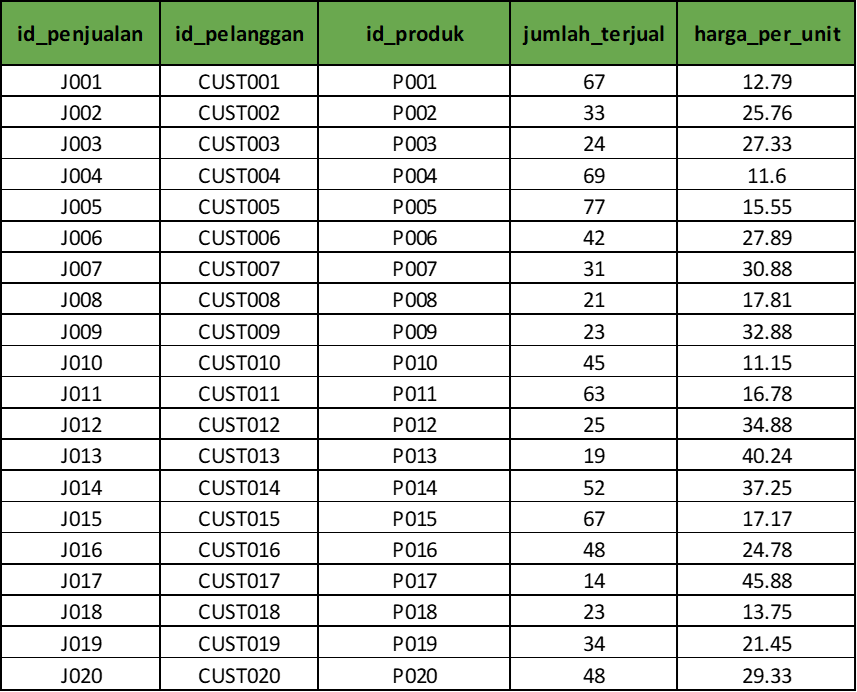 id_penjualan id_pelanggan id_produk jumlah_terjual harga_per_unit
J001 CUST001 P001 67 12.79
J002 CUST002 P002 33 25.76
J003 CUST003 P003 24 27.33
J004 CUST004 P004 69 11.6
J005 CUST005 P005 77 15.55
J006 CUST006 P006 42 27.89
J007 CUST007 P007 31 30.88
J008 CUST008 P008 21 17.81
J009 CUST009 P009 23 32.88
J010 CUST010 P010 45 11.15
J011 CUST011 P011 63 16.78
J012 CUST012 P012 25 34.88
J013 CUST013 P013 19 40.24
J014 CUST014 P014 52 37.25
J015 CUST015 P015 67 17.17
J016 CUST016 P016 48 24.78
J017 CUST017 P017 14 45.88
J018 CUST018 P018 23 13.75
J019 CUST019 P019 34 21.45
J020 CUST020 P020 48 29.33